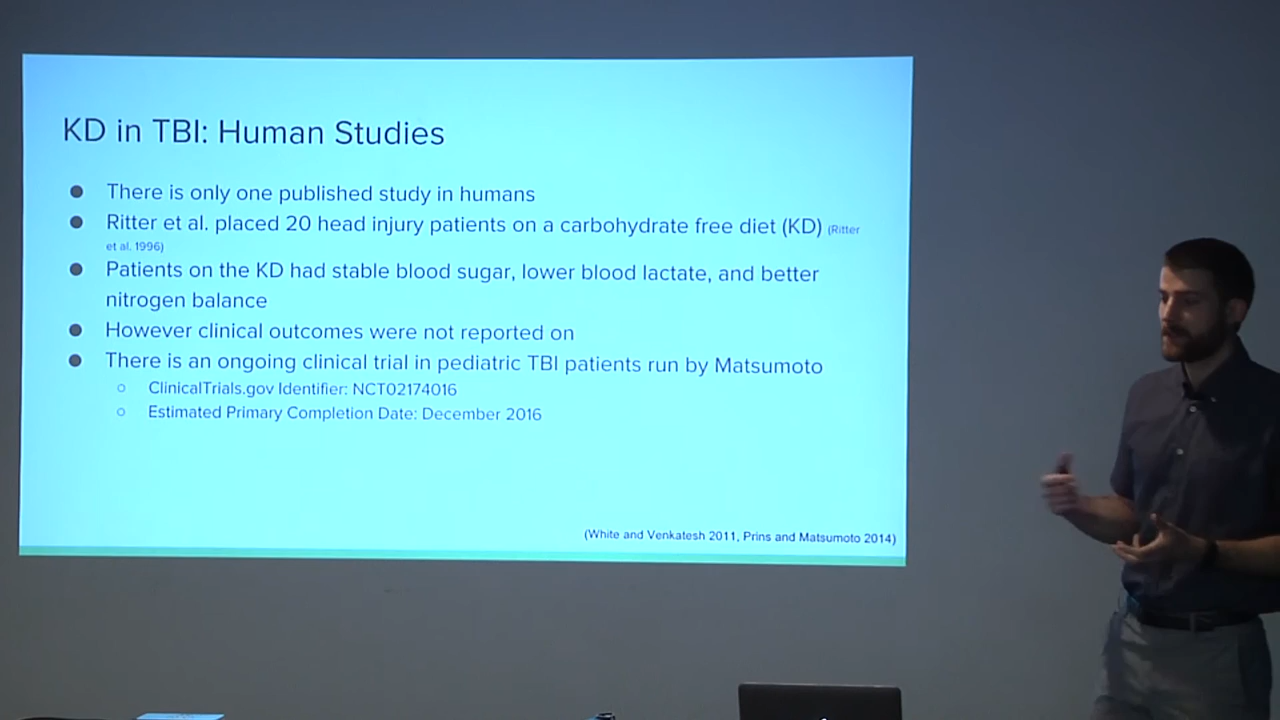 KD in TBI: Human Studies
● There is only one published study in humans
● Ritter et al. placed 20 head injury patients on a carbohydrate free diet (KD) (Ritter
et al. 1996)
● Patients on the KD had stable blood sugar, lower blood lactate, and better
nitrogen balance
● However clinical outcomes were not reported on
● There is an ongoing clinical trial in pediatric TBI patients run by Matsumoto
○ ClinicalTrials.gov Identifier: NCT02174016
○ Estimated Primary Completion Date: December 2016
(White and Venkatesh 2011, Prins and Matsumoto 2014)